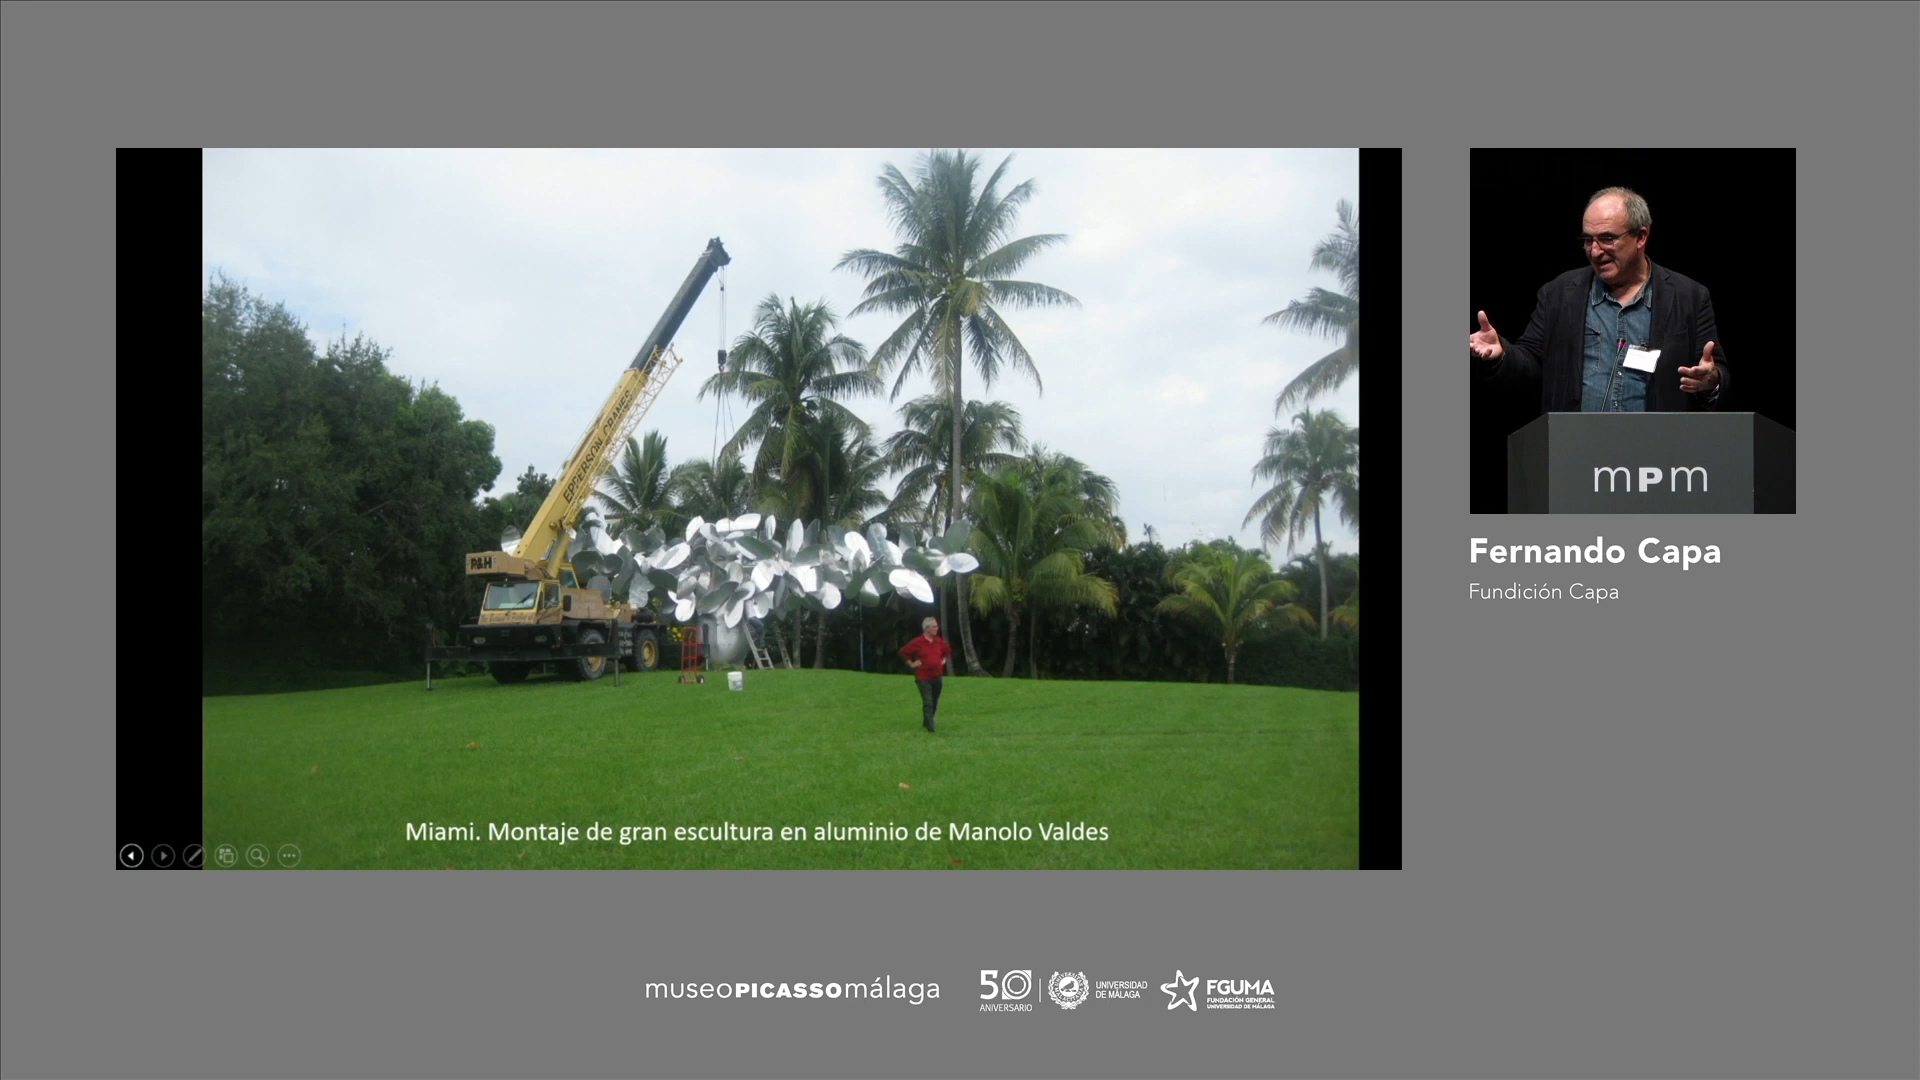 EPPERSON CRANES
P&H
Miami. Montaje de gran escultura en aluminio de Manolo Valdes
mPm
Fernando Capa
Fundición Capa
museoPICASSOmálaga
50
ANIVERSARIO
UNIVERSIDAD
DE MÁLAGA
FGUMA
FUNDACIÓN GENERAL
UNIVERSIDAD DE MÁLAGA